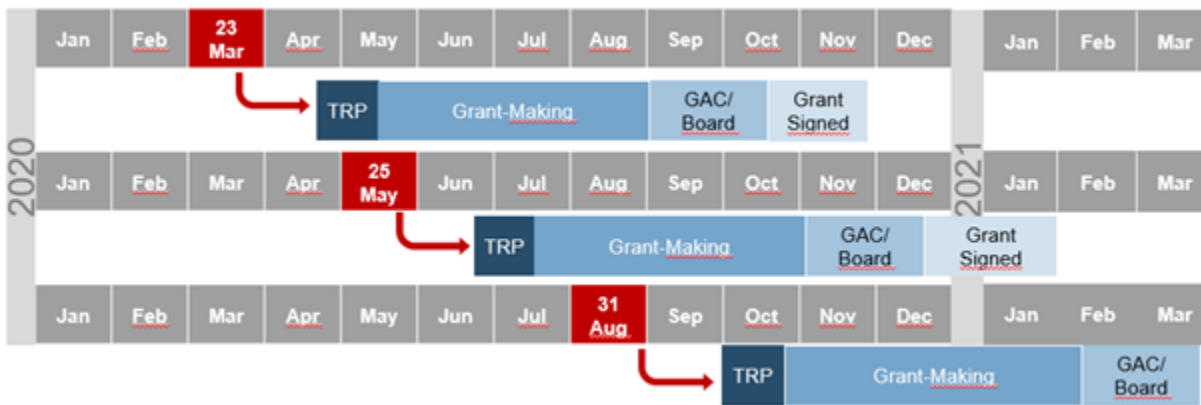 2020
Jan Feb 23 Mar Apr May Jun Jul Aug Sep Oct Nov Dec
2021
Jan Feb Mar
TRP Grant-Making GAC/ Board Grant Signed
Jan Feb Mar Apr 25 May Jun Jul Aug Sep Oct Nov Dec Jan Feb Mar
TRP Grant-Making GAC/ Board Grant Signed
Jan Feb Mar Apr May Jun Jul 31 Aug Sep Oct Nov Dec Jan Feb Mar
TRP Grant-Making GAC/ Board